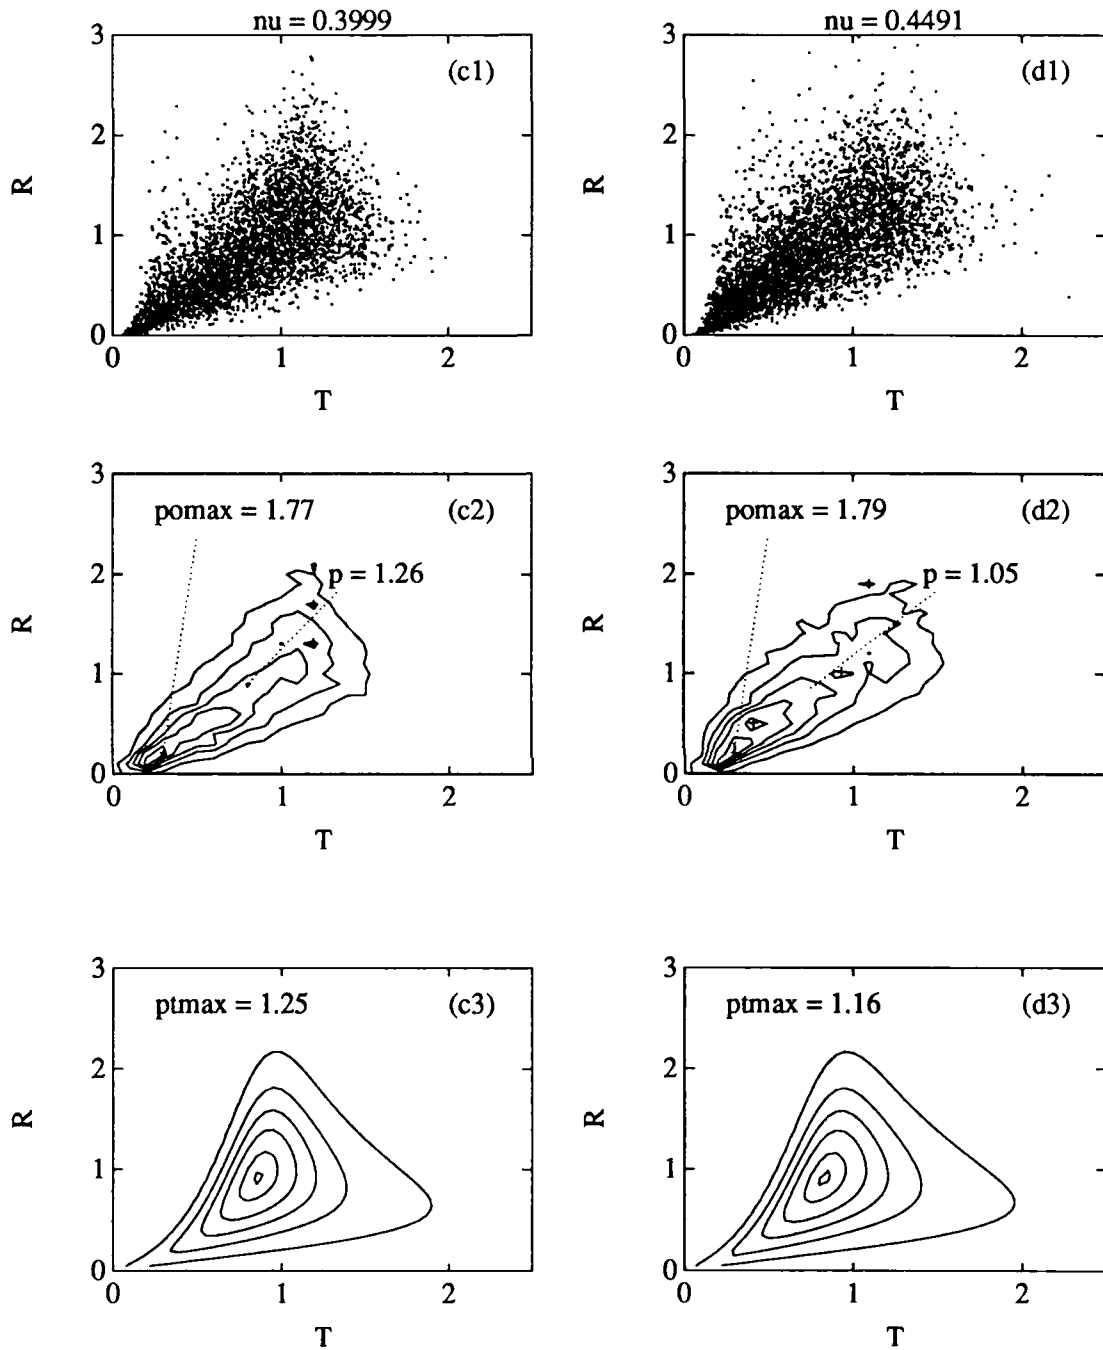 nu = 0.3999
nu = 0.4491
3
(c1)
3
(d1)
2
2
R
R
1
1
0
0
0
1
2
0
1
2
T
T
3
3
pomax = 1.77
(c2)
pomax = 1.79
(d2)
2
p = 1.26
2
p = 1.05
R
R
1
1
0
0
0
1
2
0
1
2
T
T
3
3
ptmax = 1.25
(c3)
ptmax = 1.16
(d3)
2
2
R
R
1
1
0
0
0
1
2
0
1
2
T
T